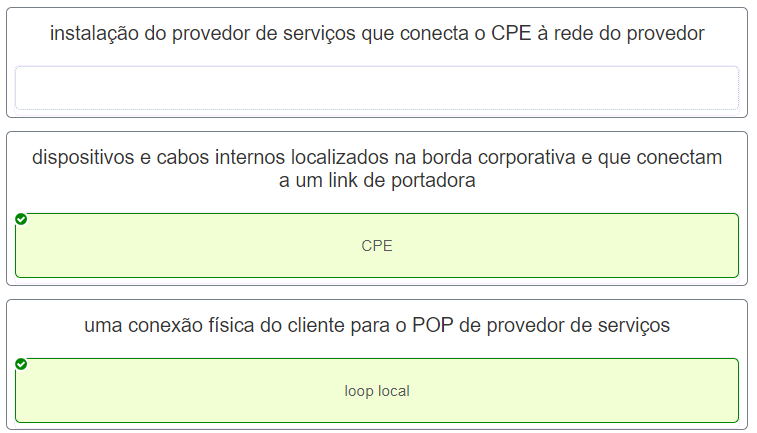 instalação do provedor de serviços que conecta o CPE à rede do provedor
dispositivos e cabos internos localizados na borda corporativa e que conectam
a um link de portadora
CPE
uma conexão física do cliente para o POP de provedor de serviços
loop local